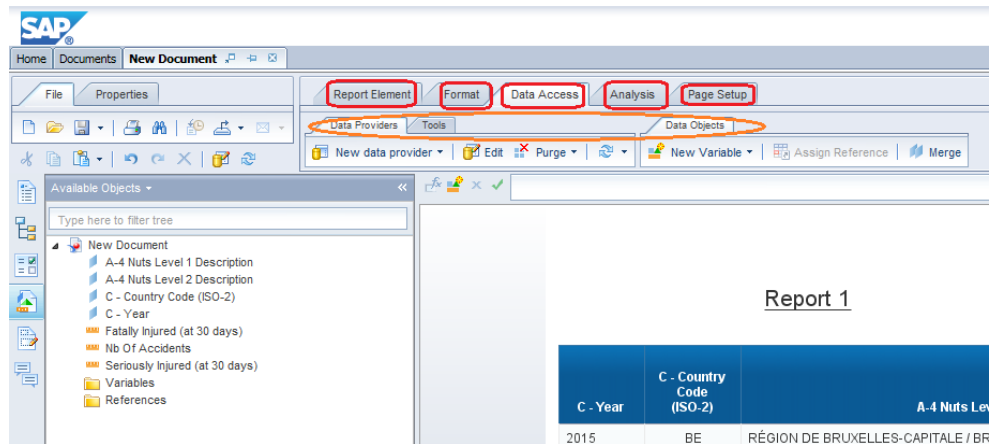 SAP
®
Home Documents New Document
File Properties
Report Element Format Data Access Analysis Page Setup
Data Providers Tools Data Objects
New data provider Edit Purge New Variable Assign Reference Merge
Available Objects
Type here to filter tree
New Document
A-4 Nuts Level 1 Description
A-4 Nuts Level 2 Description
C - Country Code (ISO-2)
C - Year
Fatally Injured (at 30 days)
Nb Of Accidents
Seriously Injured (at 30 days)
Variables
References
Report 1
C - Year
C - Country
Code
(ISO-2)
A-4 Nuts Lev
2015 BE RÉGION DE BRUXELLES-CAPITALE / BR